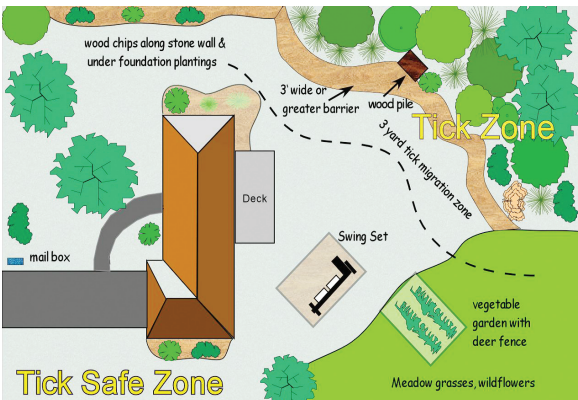 wood chips along stone wall &
under foundation plantings
3' wide or
greater barrier
wood pile
Tick Zone
3 yard tick migration zone
Deck
Swing Set
mail box
vegetable
garden with
deer fence
Tick Safe Zone
Meadow grasses, wildflowers